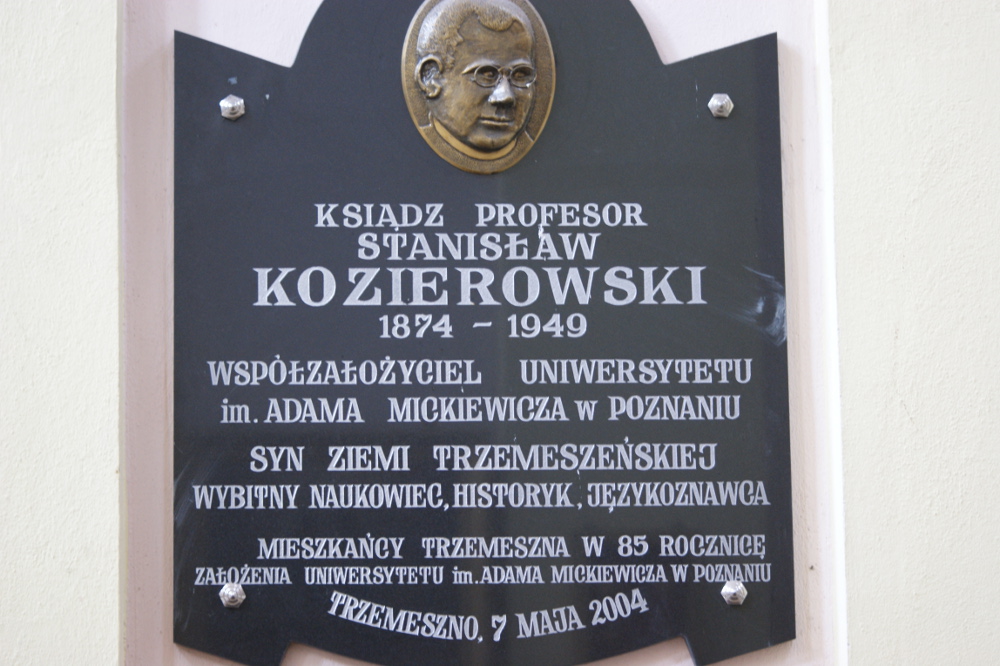 KSIĄDZ PROFESOR
STANISŁAW
KOZIEROWSKI
1874 - 1949
WSPÓŁZAŁOŻYCIEL UNIWERSYTETU
im. ADAMA MICKIEWICZA w POZNANIU
SYN ZIEMI TRZEMESZEŃSKIEJ
WYBITNY NAUKOWIEC, HISTORYK, JĘZYKOZNAWCA
MIESZKAŃCY TRZEMESZNA W 85 ROCZNICĘ
ZAŁOŻENIA UNIWERSYTETU im. ADAMA MICKIEWICZA W POZNANIU
TRZEMESZNO, 7 MAJA 2004